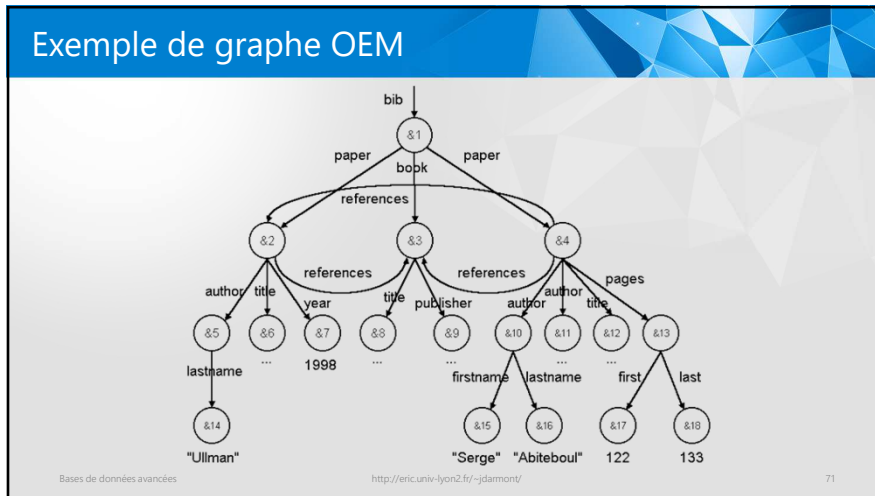 Exemple de graphe OEM
bib
&1
paper book paper
references
&2 &3 &4
references references
pages
author title year title publisher author author title
&5 &6 &7 &8 &9 &10 &11 &12 &13
... 1998 ... ... ... ...
lastname firstname lastname first last
&14 &15 &16 &17 &18
"Ullman" "Serge" "Abiteboul" 122 133
Bases de données avancées http://eric.univ-lyon2.fr/~jdarmont/ 71